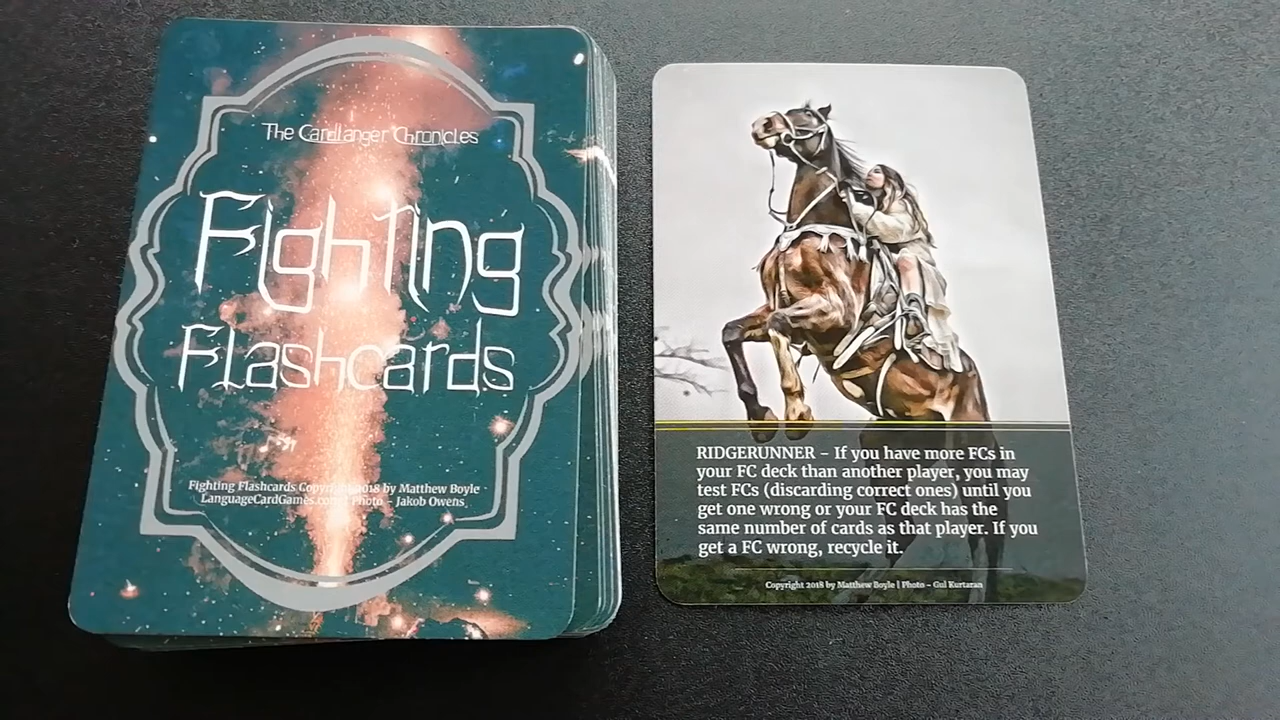 The Cardlanger Chronicles
Fighting
Flashcards
Fighting Flashcards Copyright 2018 by Matthew Boyle
LanguageCardGames.com | Photo – Jakob Owens
RIDGERUNNER – If you have more FCs in
your FC deck than another player, you may
test FCs (discarding correct ones) until you
get one wrong or your FC deck has the
same number of cards as that player. If you
get a FC wrong, recycle it.
Copyright 2018 by Matthew Boyle | Photo – Gul Kurtaran